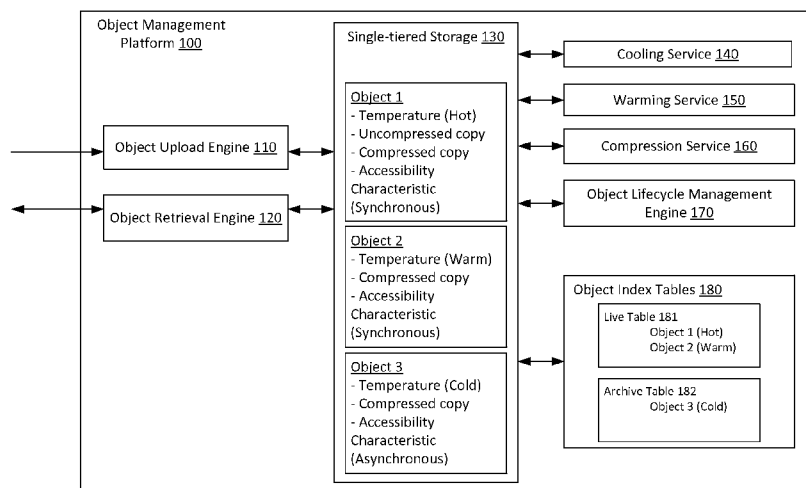 Object Management
Platform 100
Single-tiered Storage 130
Cooling Service 140
Object 1
- Temperature (Hot)
- Uncompressed copy
- Compressed copy
- Accessibility
Characteristic
(Synchronous)
Warming Service 150
Object Upload Engine 110
Compression Service 160
Object Retrieval Engine 120
Object Lifecycle Management
Engine 170
Object 2
- Temperature (Warm)
- Compressed copy
- Accessibility
Characteristic
(Synchronous)
Object Index Tables 180
Live Table 181
Object 1 (Hot)
Object 2 (Warm)
Object 3
- Temperature (Cold)
- Compressed copy
- Accessibility
Characteristic
(Asynchronous)
Archive Table 182
Object 3 (Cold)